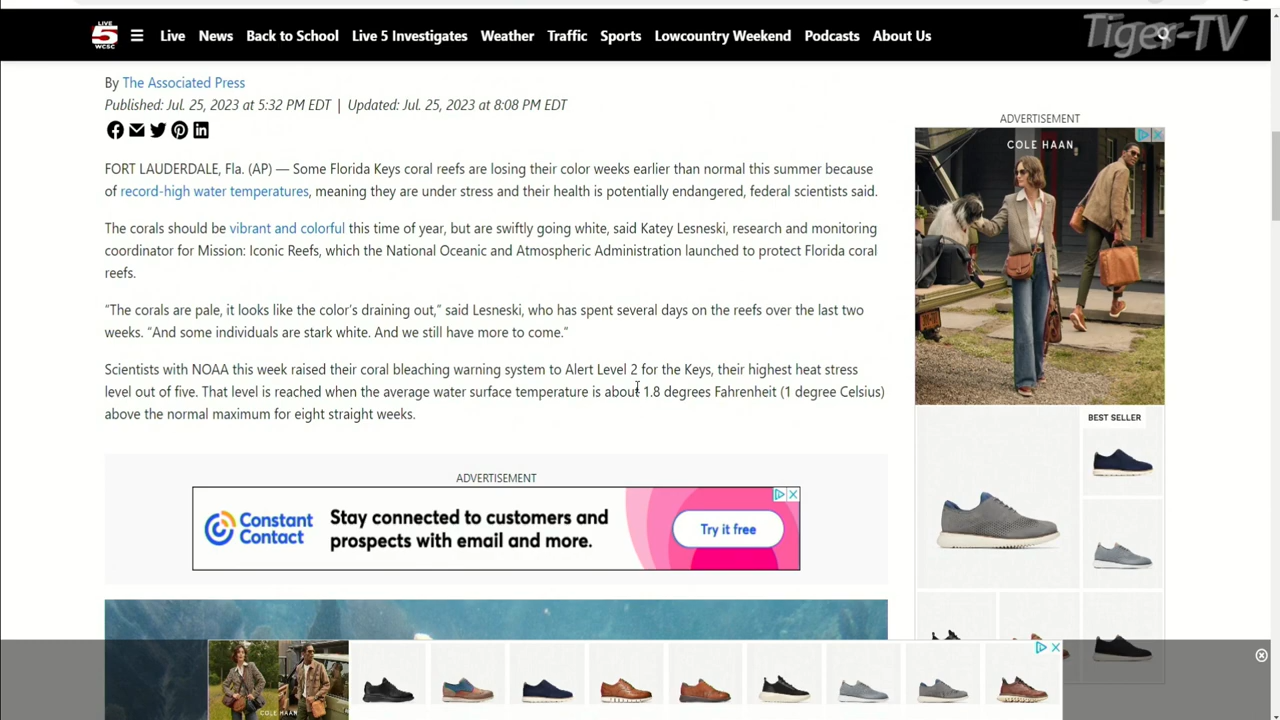 LIVE
5
WCSC
Live News Back to School Live 5 Investigates Weather Traffic Sports Lowcountry Weekend Podcasts About Us
Tiger-TV
By The Associated Press
Published: Jul. 25, 2023 at 5:32 PM EDT | Updated: Jul. 25, 2023 at 8:08 PM EDT
FORT LAUDERDALE, Fla. (AP) — Some Florida Keys coral reefs are losing their color weeks earlier than normal this summer because
of record-high water temperatures, meaning they are under stress and their health is potentially endangered, federal scientists said.
The corals should be vibrant and colorful this time of year, but are swiftly going white, said Katey Lesneski, research and monitoring
coordinator for Mission: Iconic Reefs, which the National Oceanic and Atmospheric Administration launched to protect Florida coral
reefs.
“The corals are pale, it looks like the color’s draining out,” said Lesneski, who has spent several days on the reefs over the last two
weeks. “And some individuals are stark white. And we still have more to come.”
Scientists with NOAA this week raised their coral bleaching warning system to Alert Level 2 for the Keys, their highest heat stress
level out of five. That level is reached when the average water surface temperature is about 1.8 degrees Fahrenheit (1 degree Celsius)
above the normal maximum for eight straight weeks.
ADVERTISEMENT
Constant
Contact
Stay connected to customers and
prospects with email and more.
Try it free
ADVERTISEMENT
COLE HAAN
BEST SELLER
COLE HAAN